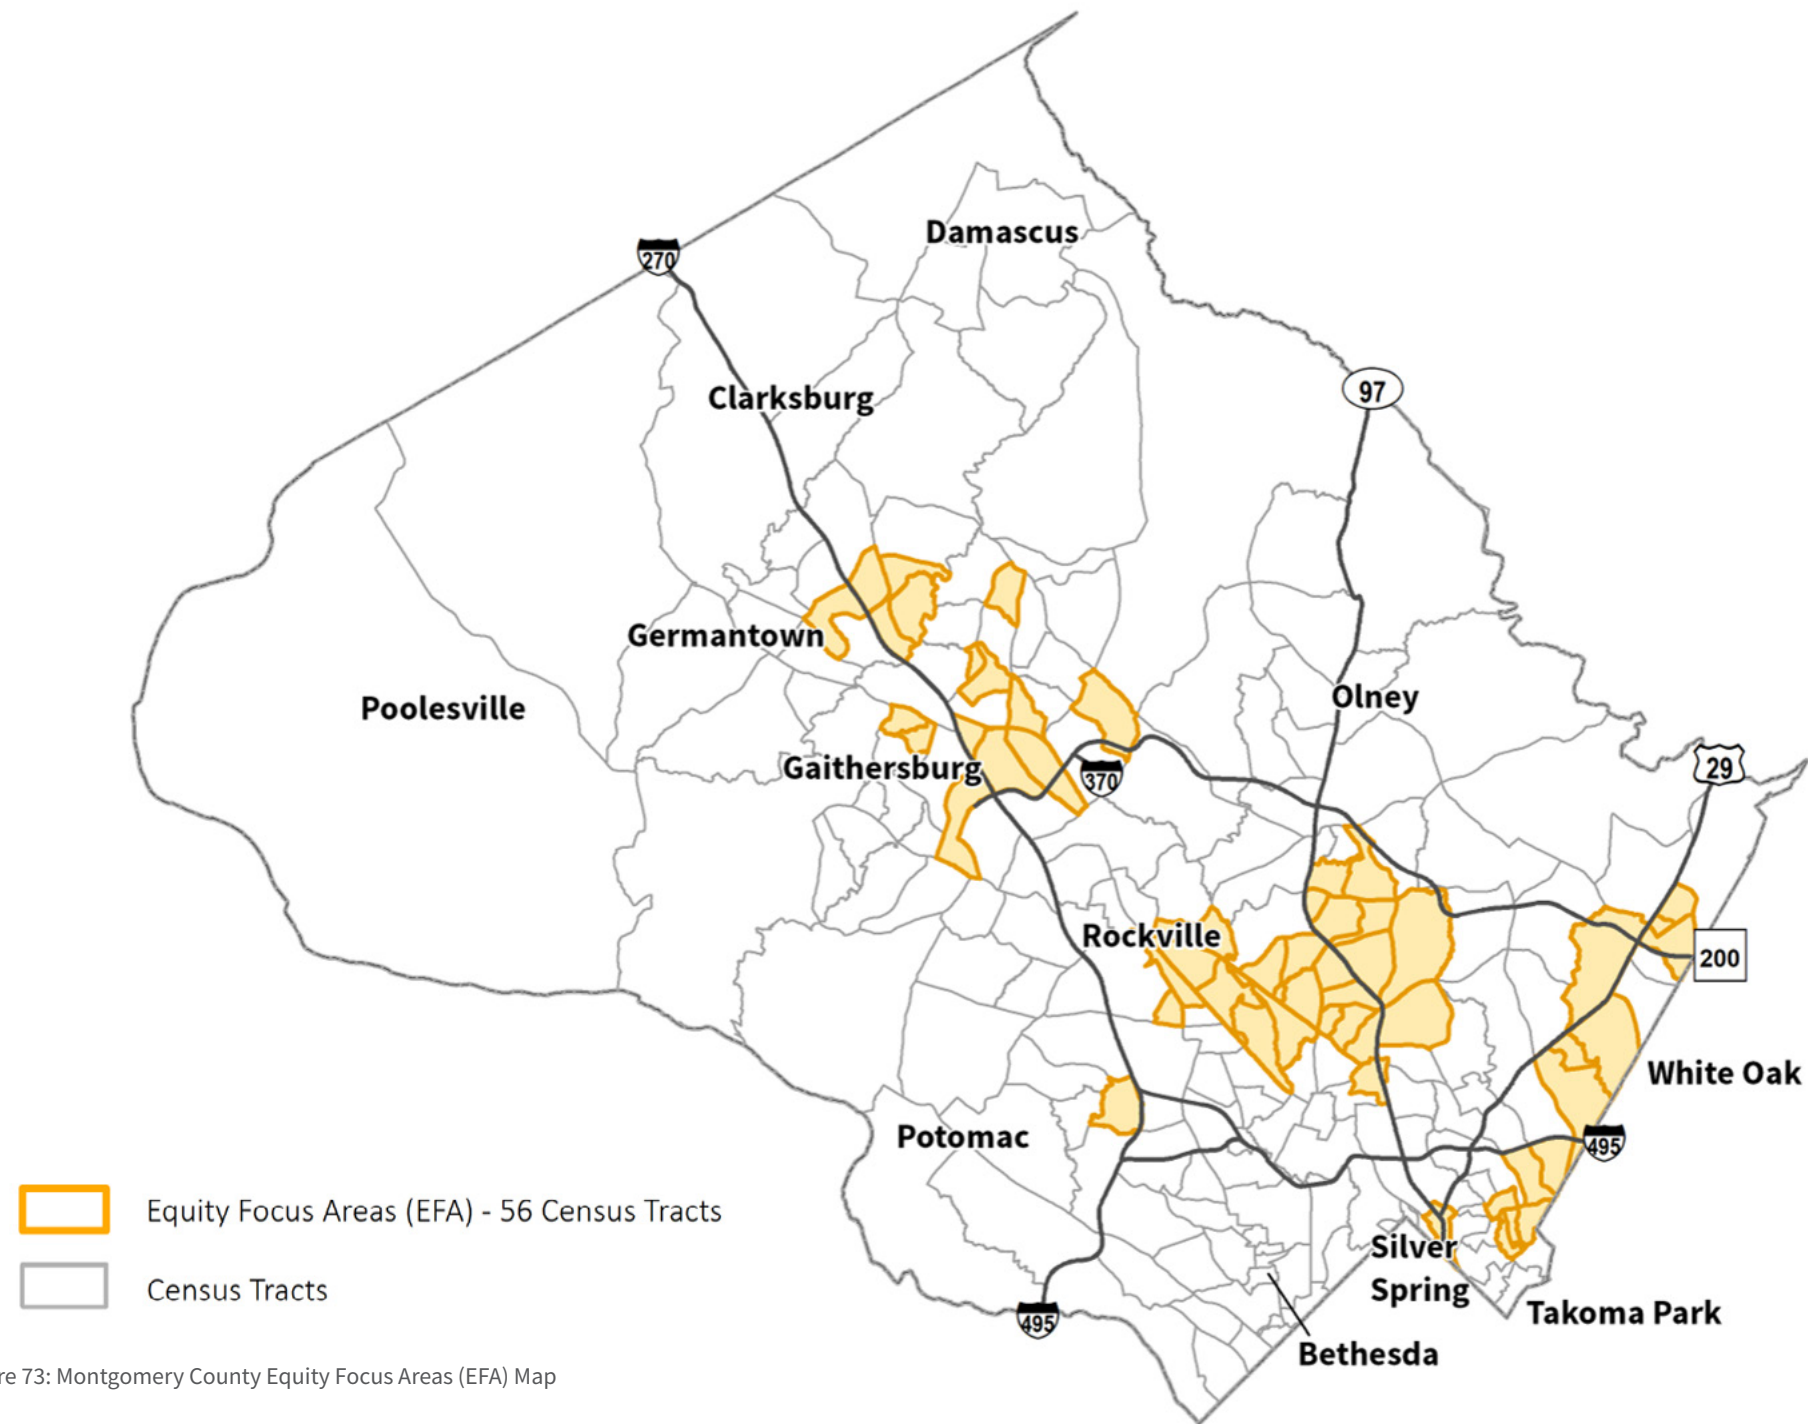 Damascus
270
Clarksburg
97
Germantown
Olney
Poolesville
29
Gaithersburg
370
Rockville
200
White Oak
Potomac
495
Equity Focus Areas (EFA) - 56 Census Tracts
Silver
Spring
Census Tracts
495
Takoma Park
Bethesda
re 73: Montgomery County Equity Focus Areas (EFA) Map